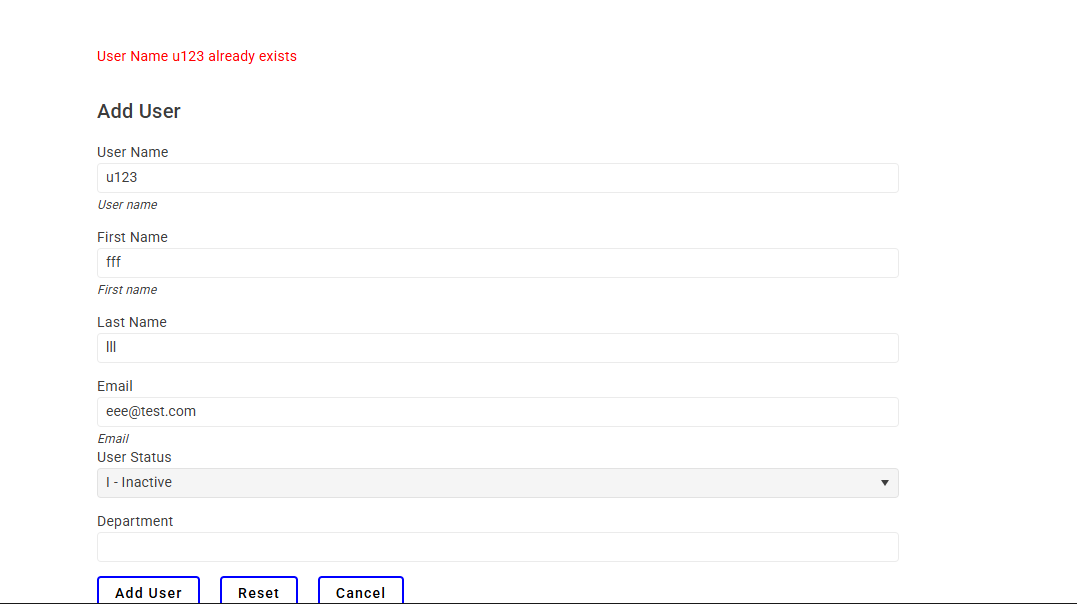 User Name u123 already exists
Add User
User Name
u123
User name
First Name
fff
First name
Last Name
lll
Email
eee@test.com
Email
User Status
I - Inactive
Department
Add User Reset Cancel